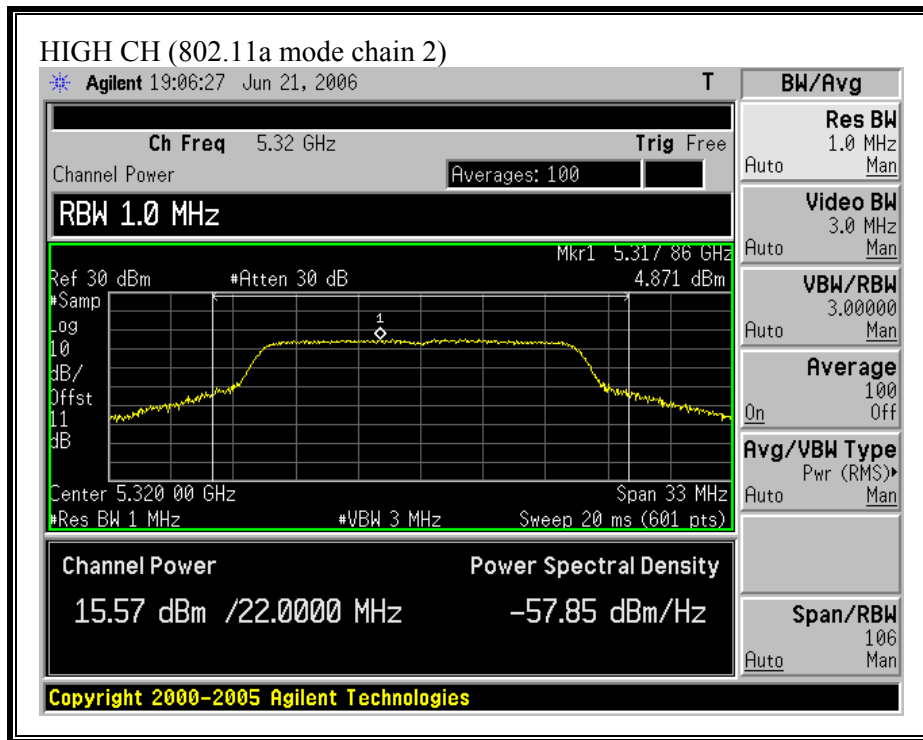 HIGH CH (802.11a mode chain 2)
Agilent 19:06:27 Jun 21, 2006 T
Ch Freq 5.32 GHz Trig Free
Channel Power Averages: 100
RBW 1.0 MHz
Mkr1 5.317 86 GHz
Ref 30 dBm #Atten 30 dB 4.871 dBm
#Samp
Log
10
dB/
Offst
11
dB
1
Center 5.320 00 GHz Span 33 MHz
#Res BW 1 MHz #VBW 3 MHz Sweep 20 ms (601 pts)
Channel Power Power Spectral Density
15.57 dBm /22.0000 MHz -57.85 dBm/Hz
Copyright 2000-2005 Agilent Technologies
BW/Avg
Res BW
1.0 MHz
Auto Man
Video BW
3.0 MHz
Auto Man
VBW/RBW
3.00000
Auto Man
Average
100
On Off
Avg/VBW Type
Pwr (RMS)▸
Auto Man
Span/RBW
106
Auto Man